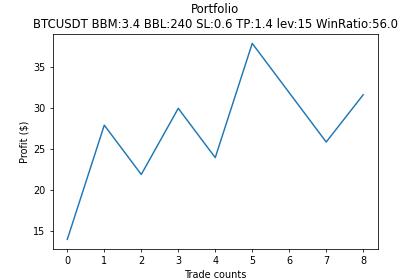 Portfolio
BTCUSDT BBM:3.4 BBL:240 SL:0.6 TP:1.4 lev:15 WinRatio:56.0
35
30
25
20
15
Profit ($)
0 1 2 3 4 5 6 7 8
Trade counts